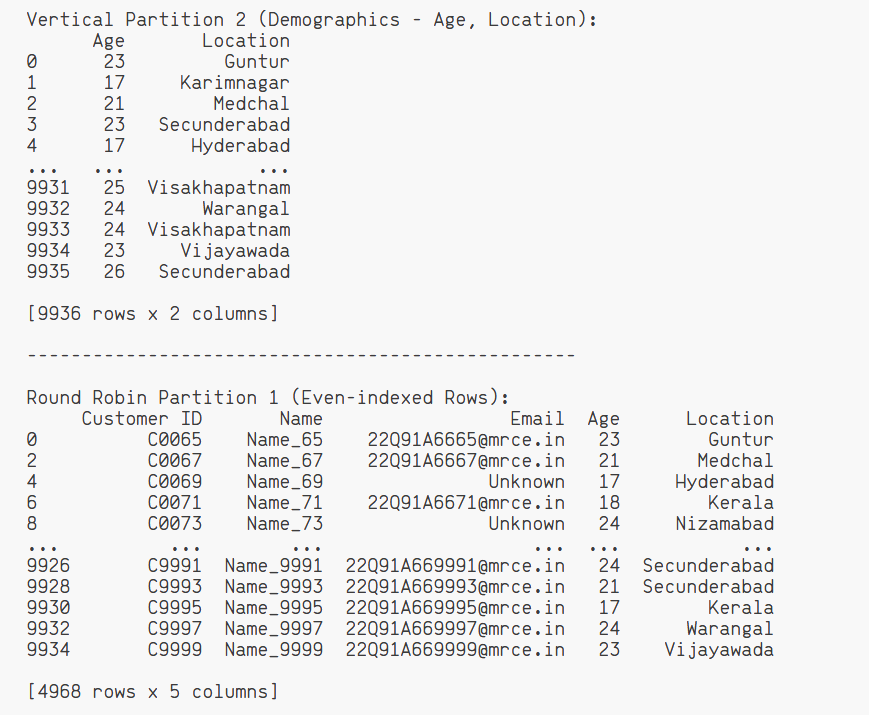 Vertical Partition 2 (Demographics - Age, Location):
      Age       Location
0      23         Guntur
1      17     Karimnagar
2      21        Medchal
3      23   Secunderabad
4      17      Hyderabad
...   ...            ...
9931   25  Visakhapatnam
9932   24       Warangal
9933   24  Visakhapatnam
9934   23     Vijayawada
9935   26   Secunderabad
[9936 rows x 2 columns]
--------------------------------------------------
Round Robin Partition 1 (Even-indexed Rows):
     Customer ID       Name                 Email  Age      Location
0          C0065    Name_65    22Q91A6665@mrce.in   23        Guntur
2          C0067    Name_67    22Q91A6667@mrce.in   21       Medchal
4          C0069    Name_69               Unknown   17     Hyderabad
6          C0071    Name_71    22Q91A6671@mrce.in   18        Kerala
8          C0073    Name_73               Unknown   24     Nizamabad
...          ...        ...                   ...  ...           ...
9926       C9991  Name_9991  22Q91A669991@mrce.in   24  Secunderabad
9928       C9993  Name_9993  22Q91A669993@mrce.in   21  Secunderabad
9930       C9995  Name_9995  22Q91A669995@mrce.in   17        Kerala
9932       C9997  Name_9997  22Q91A669997@mrce.in   24      Warangal
9934       C9999  Name_9999  22Q91A669999@mrce.in   23    Vijayawada
[4968 rows x 5 columns]